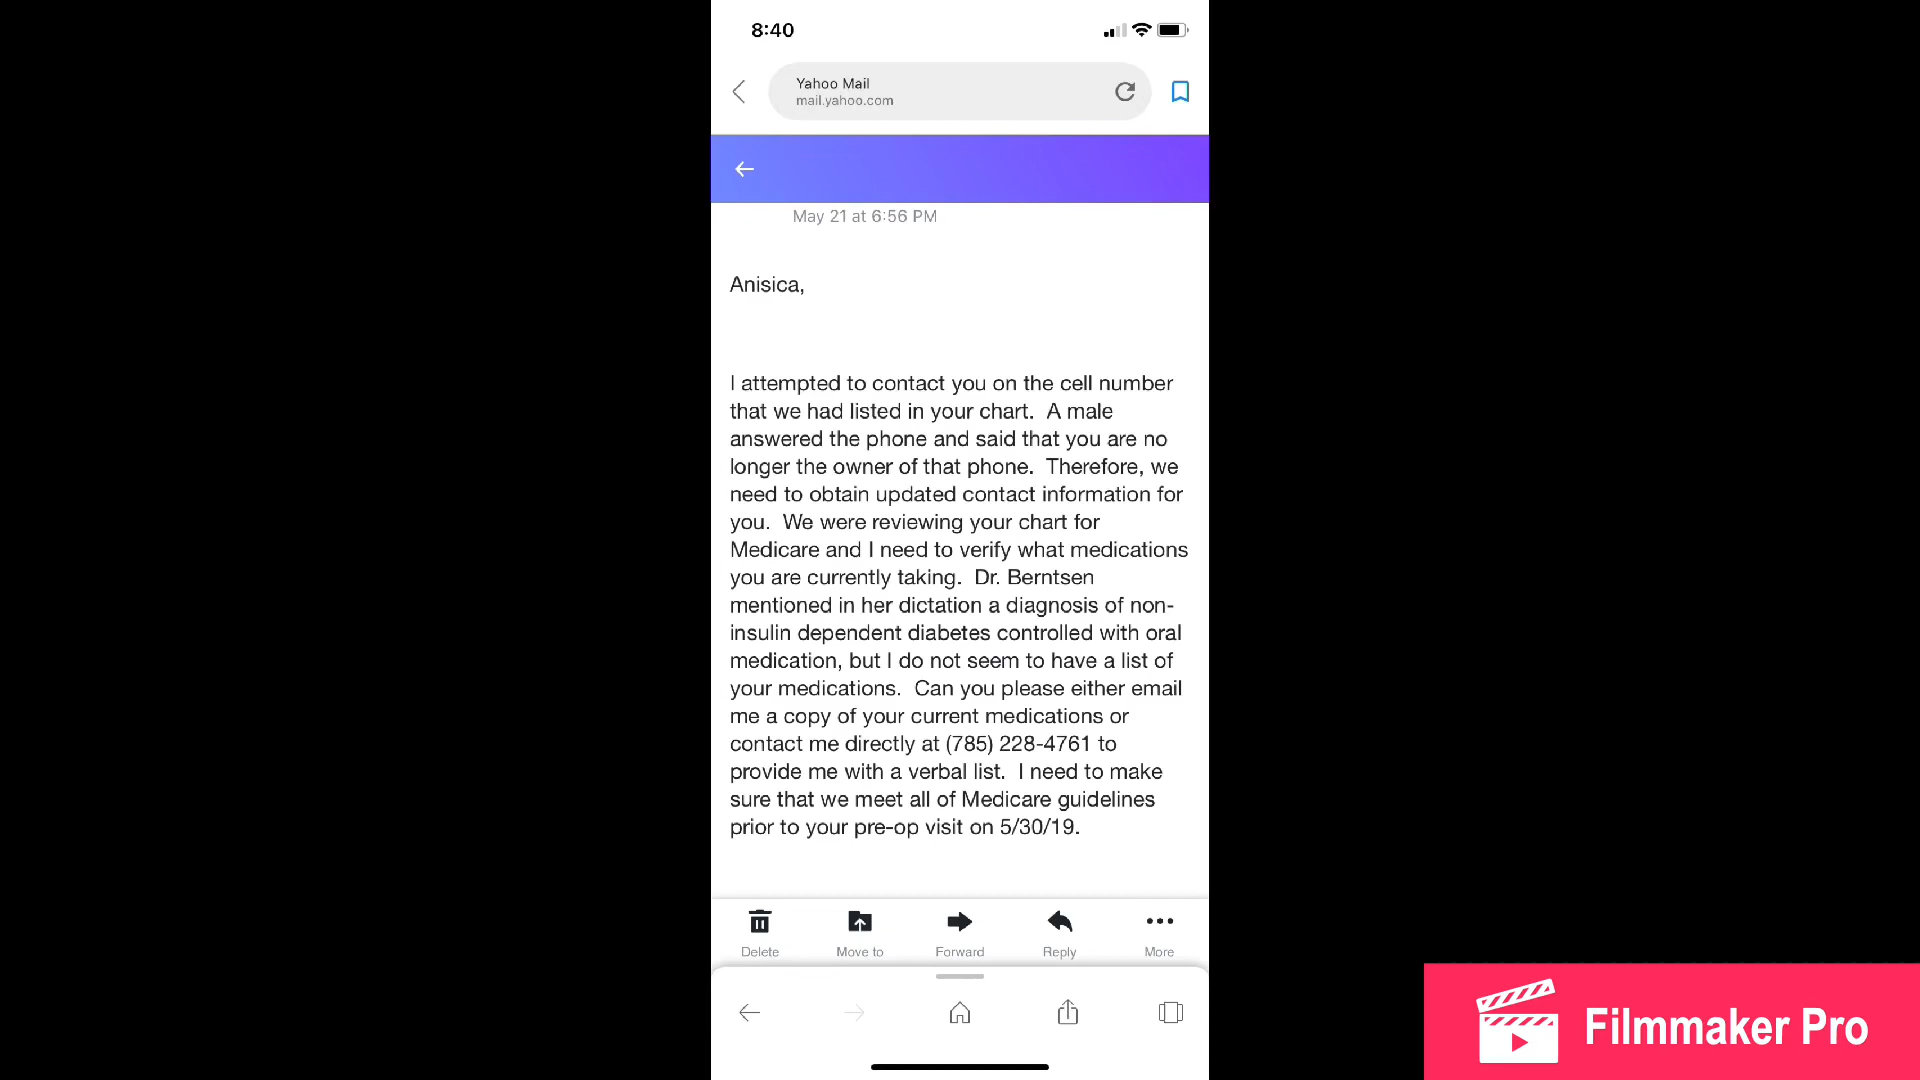 8:40
Yahoo Mail
mail.yahoo.com
May 21 at 6:56 PM
Anisica,
I attempted to contact you on the cell number
that we had listed in your chart.  A male
answered the phone and said that you are no
longer the owner of that phone.  Therefore, we
need to obtain updated contact information for
you.  We were reviewing your chart for
Medicare and I need to verify what medications
you are currently taking.  Dr. Berntsen
mentioned in her dictation a diagnosis of non-
insulin dependent diabetes controlled with oral
medication, but I do not seem to have a list of
your medications.  Can you please either email
me a copy of your current medications or
contact me directly at (785) 228-4761 to
provide me with a verbal list.  I need to make
sure that we meet all of Medicare guidelines
prior to your pre-op visit on 5/30/19.
Delete Move to Forward Reply More
Filmmaker Pro